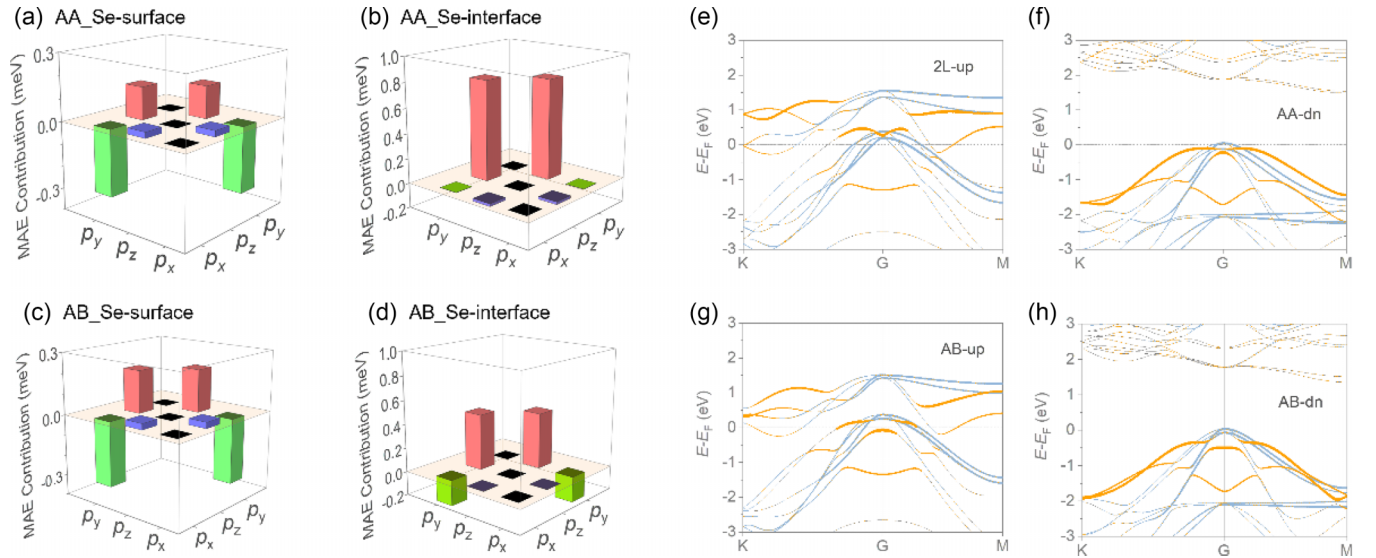 (a) AA_Se-surface
MAE Contribution (meV)
0.3
0.0
-0.3
py
pz
px
px
pz
py
(b) AA_Se-interface
MAE Contribution (meV)
1.0
0.8
0.6
0.4
0.2
0.0
-0.2
py
pz
px
px
pz
py
(e)
2L-up
E-EF (eV)
3
2
1
0
-1
-2
-3
K
G
M
(f)
AA-dn
E-EF (eV)
3
2
1
0
-1
-2
-3
K
G
M
(c) AB_Se-surface
MAE Contribution (meV)
0.3
0.0
-0.3
py
pz
px
px
pz
py
(d) AB_Se-interface
MAE Contribution (meV)
1.0
0.8
0.6
0.4
0.2
0.0
-0.2
py
pz
px
px
pz
py
(g)
AB-up
E-EF (eV)
3
2
1
0
-1
-2
-3
K
G
M
(h)
AB-dn
E-EF (eV)
3
2
1
0
-1
-2
-3
K
G
M